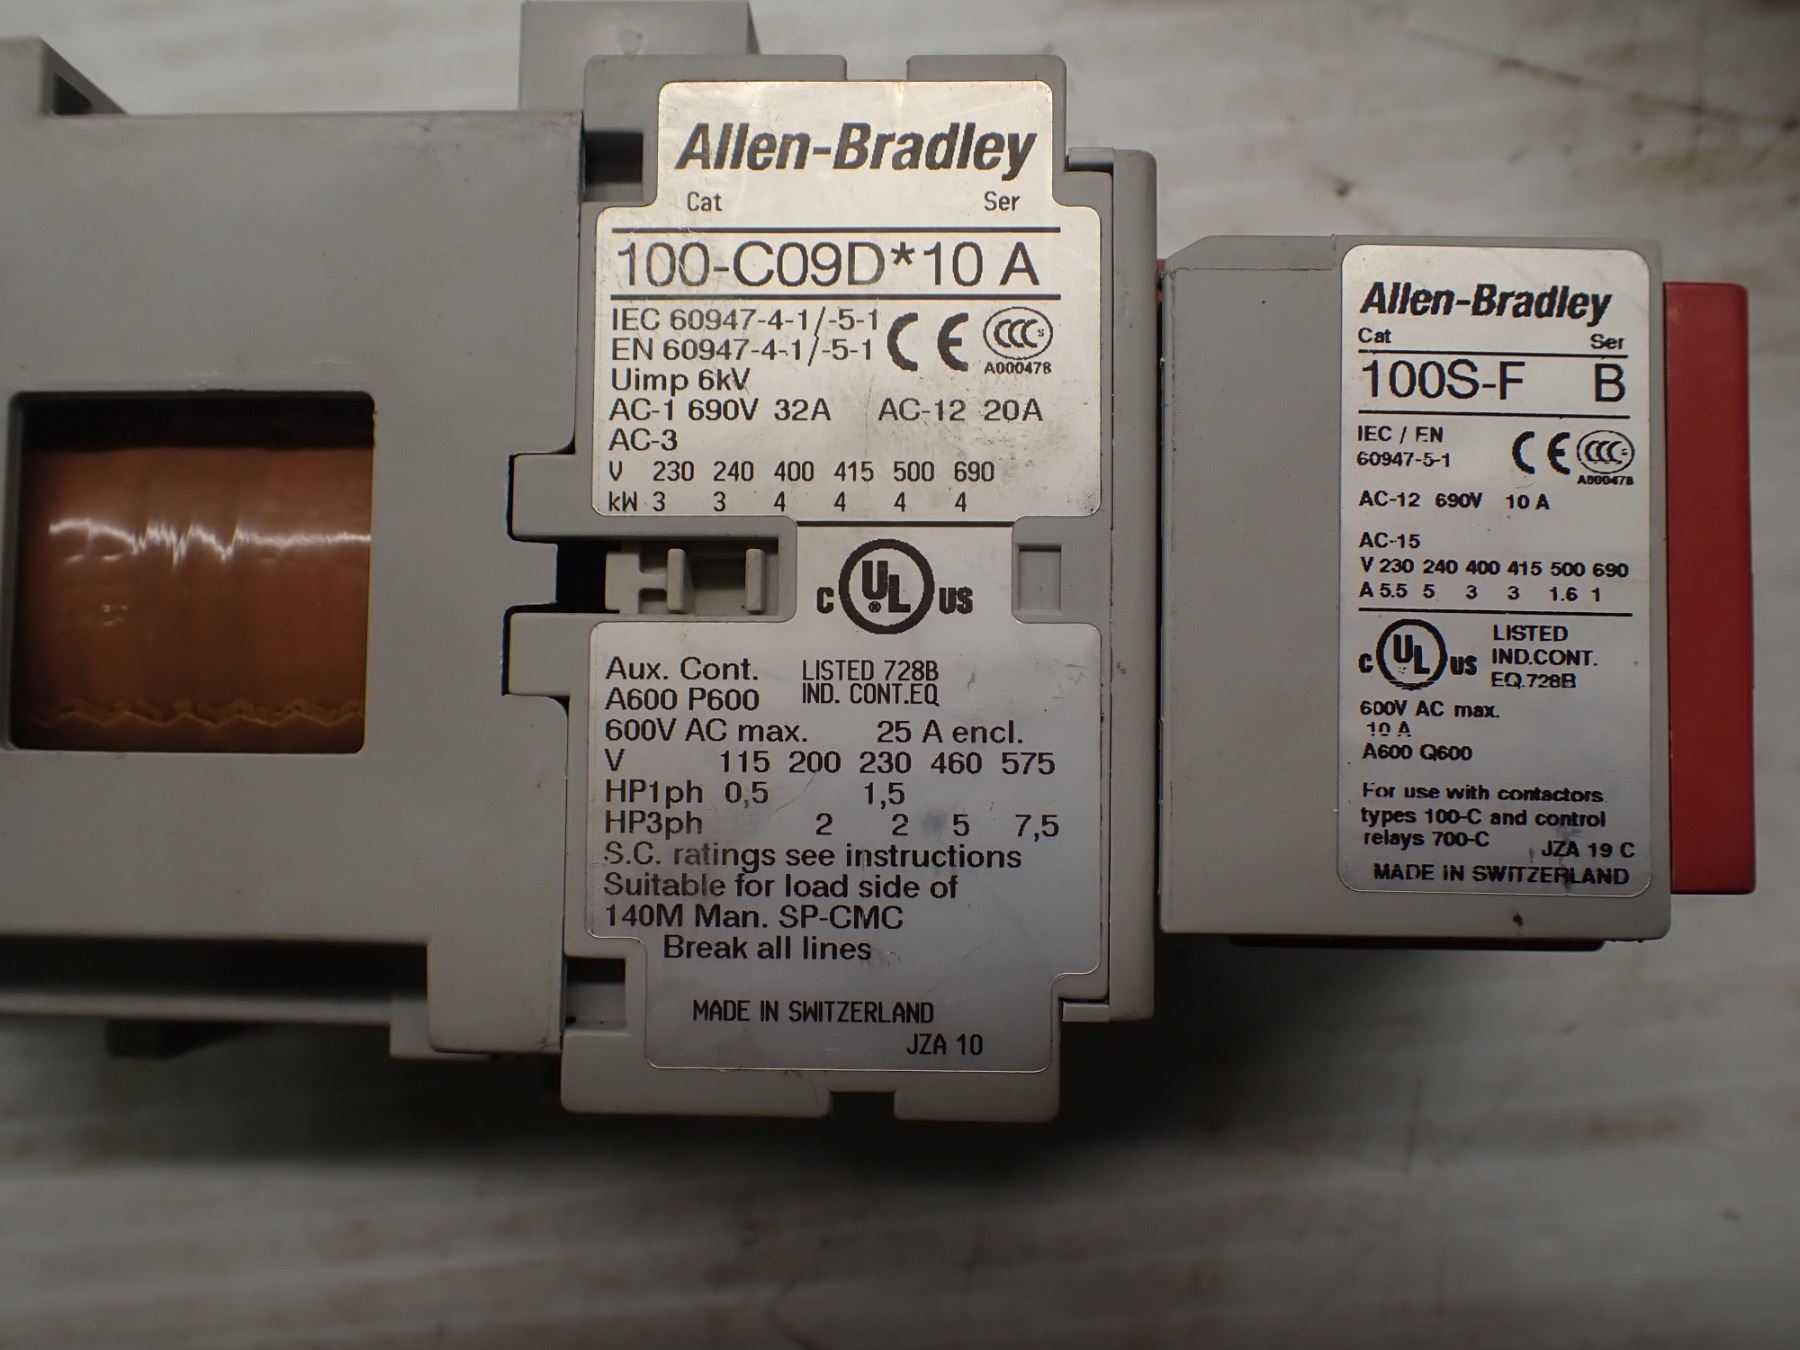 Allen-Bradley
Cat Ser
100-C09D*10 A
IEC 60947-4-1/-5-1
EN 60947-4-1/-5-1
CE
CCC S
A000478
Uimp 6kV
AC-1 690V 32A AC-12 20A
AC-3
V 230 240 400 415 500 690
kW 3 3 4 4 4 4
C UL US
Aux. Cont. LISTED 728B
A600 P600 IND. CONT.EQ
600V AC max. 25 A encl.
V 115 200 230 460 575
HP1ph 0,5 1,5
HP3ph 2 2 5 7,5
S.C. ratings see instructions
Suitable for load side of
140M Man. SP-CMC
Break all lines
MADE IN SWITZERLAND
JZA 10
Allen-Bradley
Cat Ser
100S-F B
IEC / EN
60947-5-1
CE
CCC S
A000478
AC-12 690V 10 A
AC-15
V 230 240 400 415 500 690
A 5.5 5 3 3 1.6 1
C UL US
LISTED
IND.CONT.
EQ.728B
600V AC max.
10 A
A600 Q600
For use with contactors
types 100-C and control
relays 700-C
JZA 19 C
MADE IN SWITZERLAND